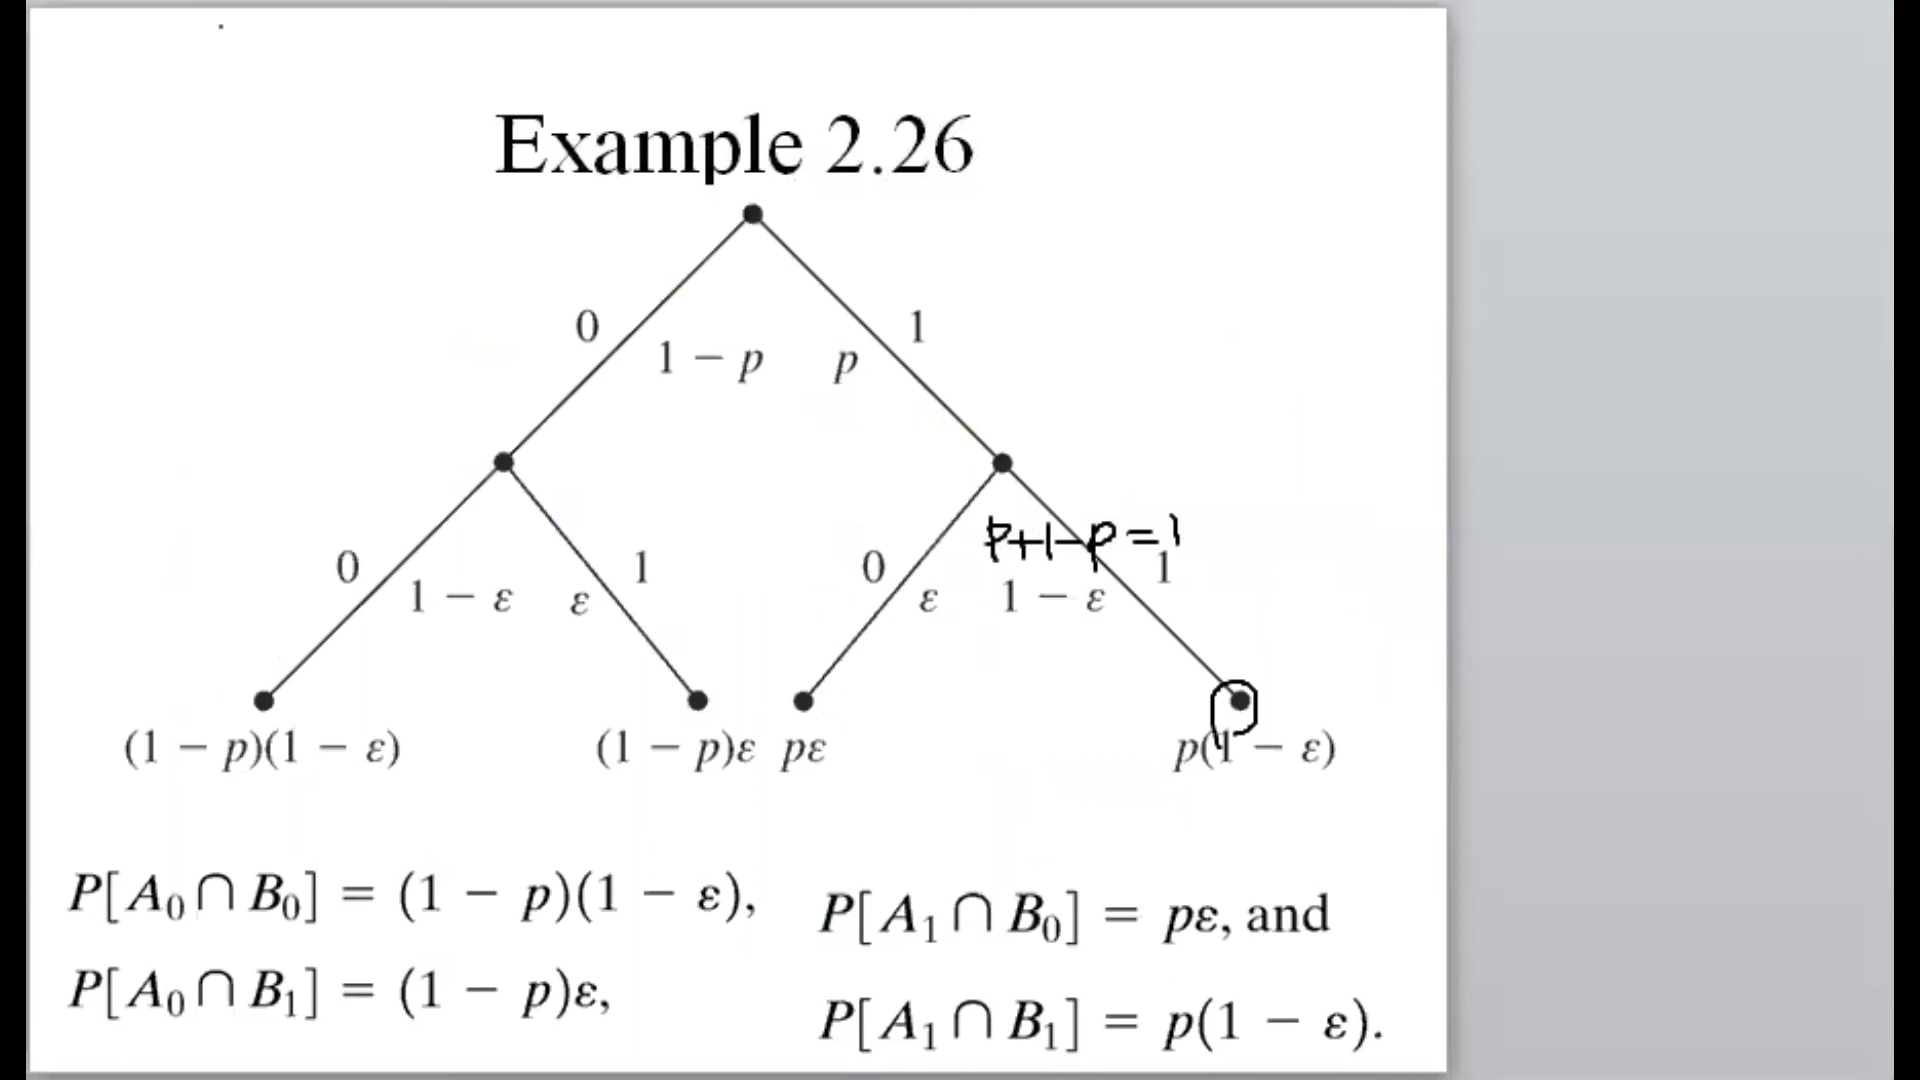 Example 2.26
0 1
1 − p p
p+1−p=1
0 1 0 1
1 − ε ε ε 1 − ε
(1 − p)(1 − ε) (1 − p)ε pε p(1 − ε)
P[A₀ ∩ B₀] = (1 − p)(1 − ε),
P[A₁ ∩ B₀] = pε, and
P[A₀ ∩ B₁] = (1 − p)ε,
P[A₁ ∩ B₁] = p(1 − ε).